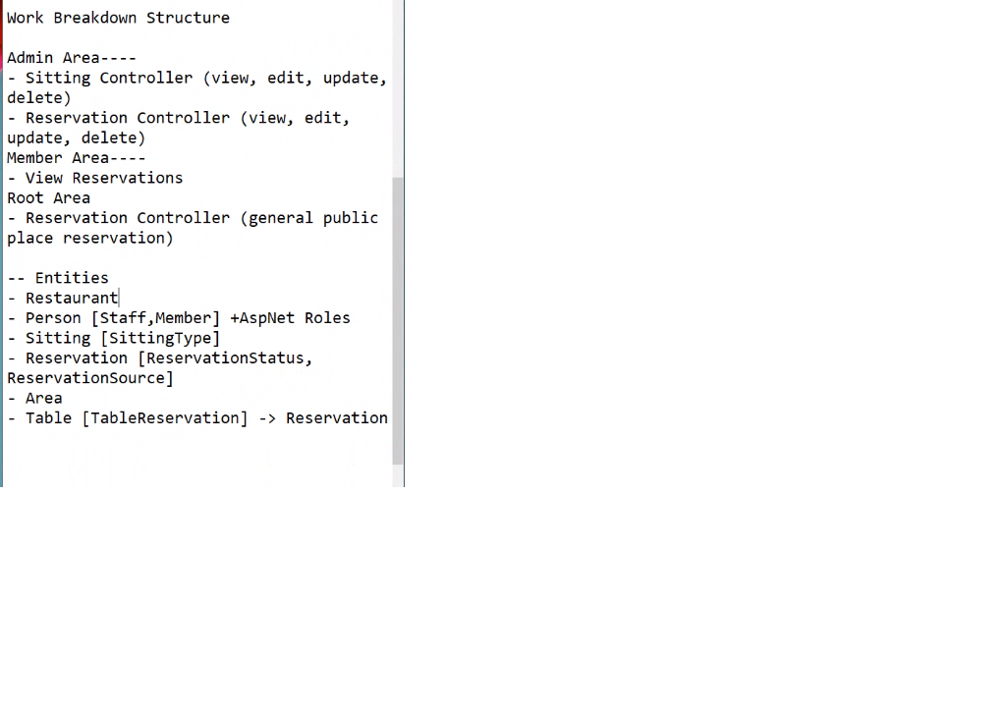 Work Breakdown Structure
Admin Area----
- Sitting Controller (view, edit, update,
delete)
- Reservation Controller (view, edit,
update, delete)
Member Area----
- View Reservations
Root Area
- Reservation Controller (general public
place reservation)
-- Entities
- Restaurant
- Person [Staff,Member] +AspNet Roles
- Sitting [SittingType]
- Reservation [ReservationStatus,
ReservationSource]
- Area
- Table [TableReservation] -> Reservation